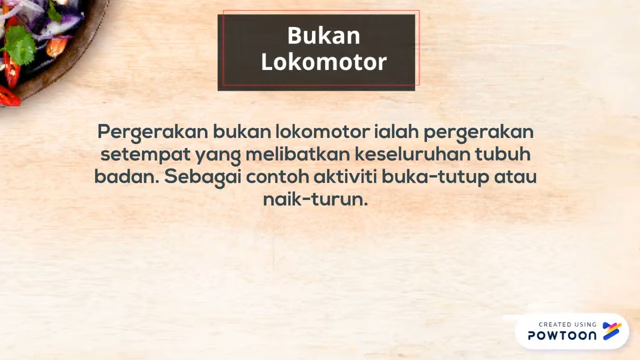 Bukan
Lokomotor
Pergerakan bukan lokomotor ialah pergerakan
setempat yang melibatkan keseluruhan tubuh
badan. Sebagai contoh aktiviti buka-tutup atau
naik-turun.
CREATED USING
POWTOON